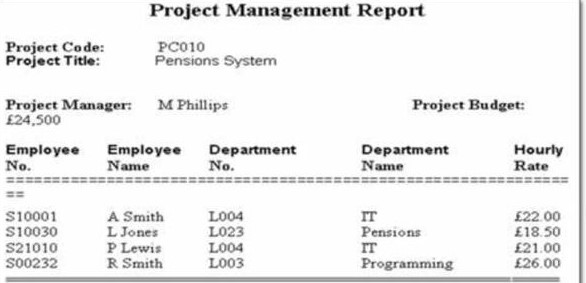 Project Management Report
Project Code: PC010
Project Title: Pensions System
Project Manager: M Phillips Project Budget:
£24,500
Employee Employee Department Department Hourly
No. Name No. Name Rate
==================================================================
==
S10001 A Smith L004 IT £22.00
S10030 L Jones L023 Pensions £18.50
S21010 P Lewis L004 IT £21.00
S00232 R Smith L003 Programming £26.00